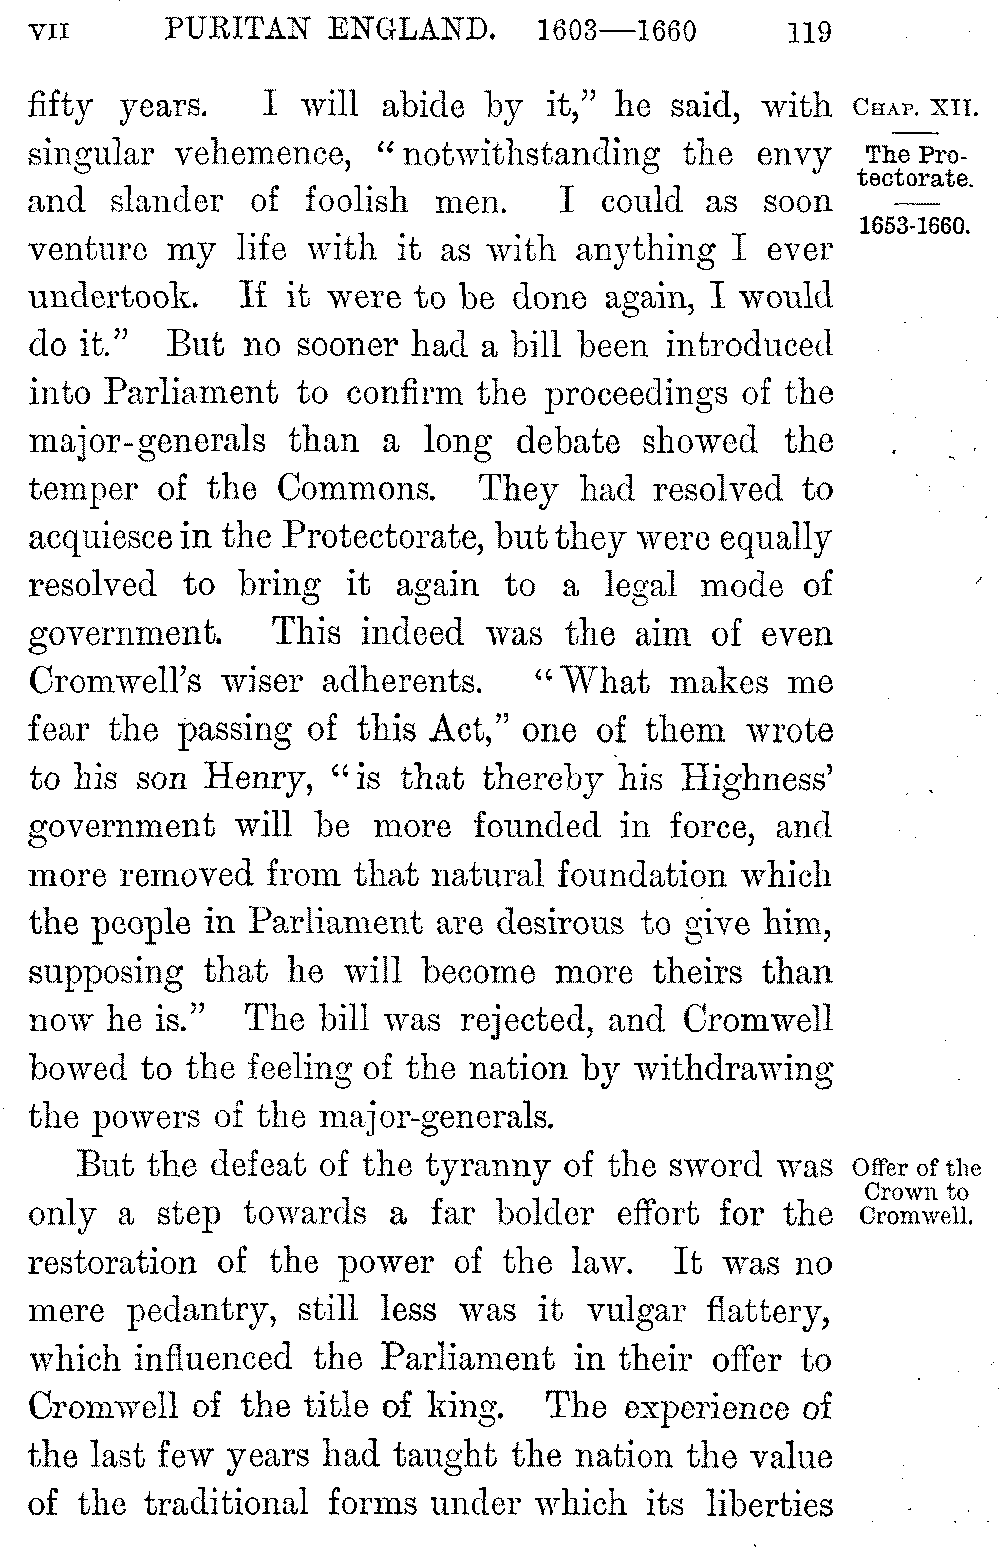 VII PURITAN ENGLAND. 1603—1660 119
fifty years. I will abide by it,” he said, with
singular vehemence, “notwithstanding the envy
and slander of foolish men. I could as soon
venture my life with it as with anything I ever
undertook. If it were to be done again, I would
do it.” But no sooner had a bill been introduced
into Parliament to confirm the proceedings of the
major-generals than a long debate showed the
temper of the Commons. They had resolved to
acquiesce in the Protectorate, but they were equally
resolved to bring it again to a legal mode of
government. This indeed was the aim of even
Cromwell’s wiser adherents. “What makes me
fear the passing of this Act,” one of them wrote
to his son Henry, “is that thereby his Highness’
government will be more founded in force, and
more removed from that natural foundation which
the people in Parliament are desirous to give him,
supposing that he will become more theirs than
now he is.” The bill was rejected, and Cromwell
bowed to the feeling of the nation by withdrawing
the powers of the major-generals.
But the defeat of the tyranny of the sword was
only a step towards a far bolder effort for the
restoration of the power of the law. It was no
mere pedantry, still less was it vulgar flattery,
which influenced the Parliament in their offer to
Cromwell of the title of king. The experience of
the last few years had taught the nation the value
of the traditional forms under which its liberties
CHAP. XII.
The Pro-
tectorate.
1653-1660.
Offer of the
Crown to
Cromwell.